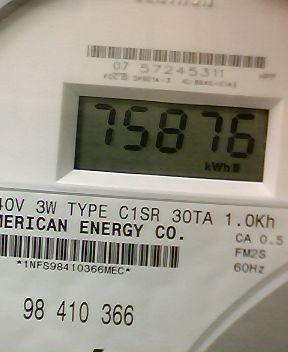 07 57245311
75876
kWh
40V 3W TYPE C1SR 30TA 1.0Kh
MERICAN ENERGY CO.
CA 0.5
*1NFS98410366MEC*
FM2S
60Hz
98 410 366